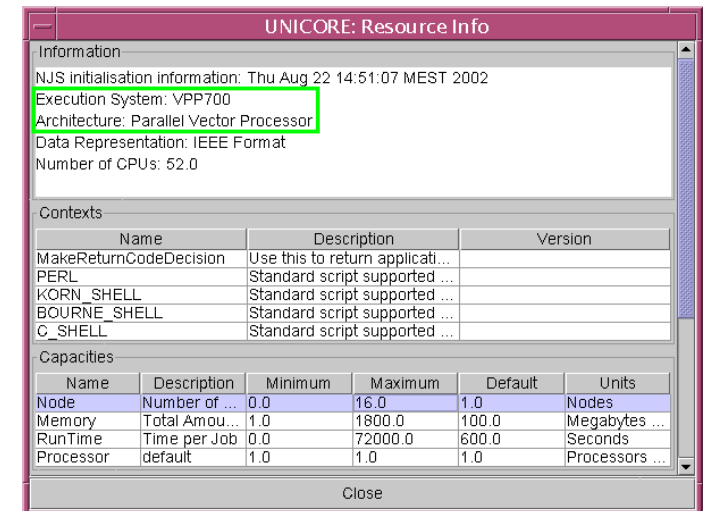 UNICORE: Resource Info
Information
NJS initialisation information: Thu Aug 22 14:51:07 MEST 2002
Execution System: VPP700
Architecture: Parallel Vector Processor
Data Representation: IEEE Format
Number of CPUs: 52.0
Contexts
Name Description Version
MakeReturnCodeDecision Use this to return applicati...
PERL Standard script supported ...
KORN_SHELL Standard script supported ...
BOURNE_SHELL Standard script supported ...
C_SHELL Standard script supported ...
Capacities
Name Description Minimum Maximum Default Units
Node Number of ... 0.0 16.0 1.0 Nodes
Memory Total Amou... 1.0 1800.0 100.0 Megabytes ...
RunTime Time per Job 0.0 72000.0 600.0 Seconds
Processor default 1.0 1.0 1.0 Processors ...
Close